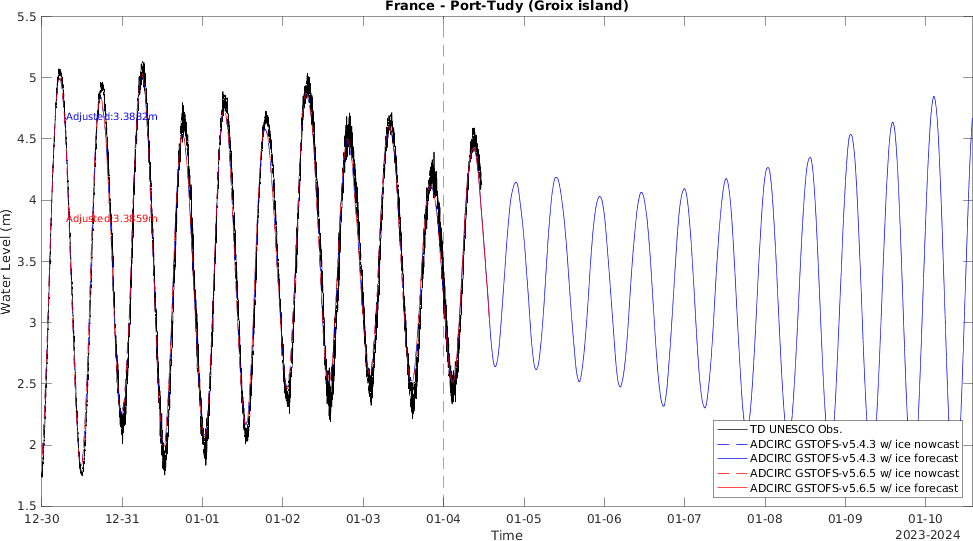 France - Port-Tudy (Groix island)
Water Level (m)
5.5
5
4.5
4
3.5
3
2.5
2
1.5
Adjusted:3.3882m
Adjusted:3.3859m
TD UNESCO Obs.
ADCIRC GSTOFS-v5.4.3 w/ ice nowcast
ADCIRC GSTOFS-v5.4.3 w/ ice forecast
ADCIRC GSTOFS-v5.6.5 w/ ice nowcast
ADCIRC GSTOFS-v5.6.5 w/ ice forecast
12-30 12-31 01-01 01-02 01-03 01-04 01-05 01-06 01-07 01-08 01-09 01-10
Time
2023-2024